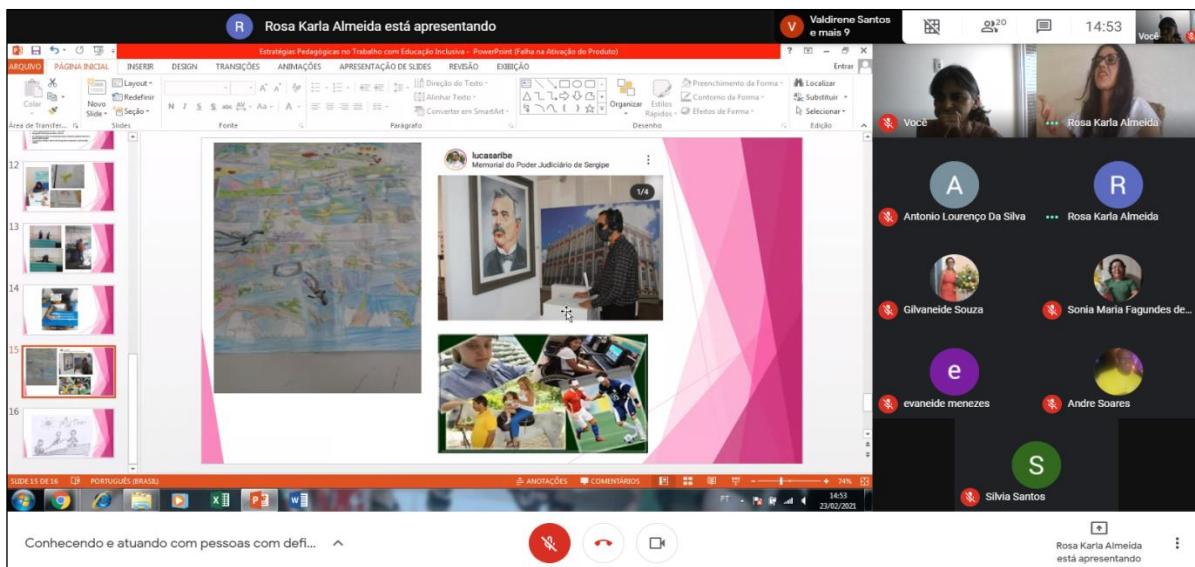 R Rosa Karla Almeida está apresentando
V Valdirene Santos e mais 9
20
14:53
Você
Estratégias Pedagógicas no Trabalho com Educação Inclusiva - PowerPoint (Falha na Ativação do Produto)
ARQUIVO PÁGINA INICIAL INSERIR DESIGN TRANSIÇÕES ANIMAÇÕES APRESENTAÇÃO DE SLIDES REVISÃO EXIBIÇÃO Entrar
Colar
Novo Slide
Layout
Redefinir
Seção
N I S S abc AV Aa A
Direção do Texto
Alinhar Texto
Converter em SmartArt
Organizar
Estilos Rápidos
Preenchimento da Forma
Contorno da Forma
Efeitos de Forma
Localizar
Substituir
Selecionar
Área de Transfer... Slides Fonte Parágrafo Desenho Edição
12
13
14
15
16
lucasaribe
Memorial do Poder Judiciário de Sergipe
1/4
Você
Rosa Karla Almeida
A
Antonio Lourenço Da Silva
R
Rosa Karla Almeida
Gilvaneide Souza
Sonia Maria Fagundes de...
e
evaneide menezes
Andre Soares
S
Silvia Santos
SLIDE 15 DE 16 PORTUGUÊS (BRASIL) ANOTAÇÕES COMENTÁRIOS 74%
PT 14:53
23/02/2021
Conhecendo e atuando com pessoas com defi...
Rosa Karla Almeida
está apresentando